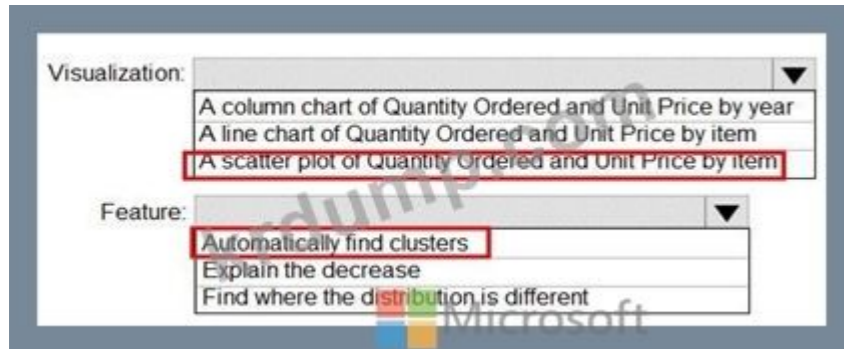 Visualization:
A column chart of Quantity Ordered and Unit Price by year
A line chart of Quantity Ordered and Unit Price by item
A scatter plot of Quantity Ordered and Unit Price by item
Feature:
Automatically find clusters
Explain the decrease
Find where the distribution is different
krdump.com
Microsoft